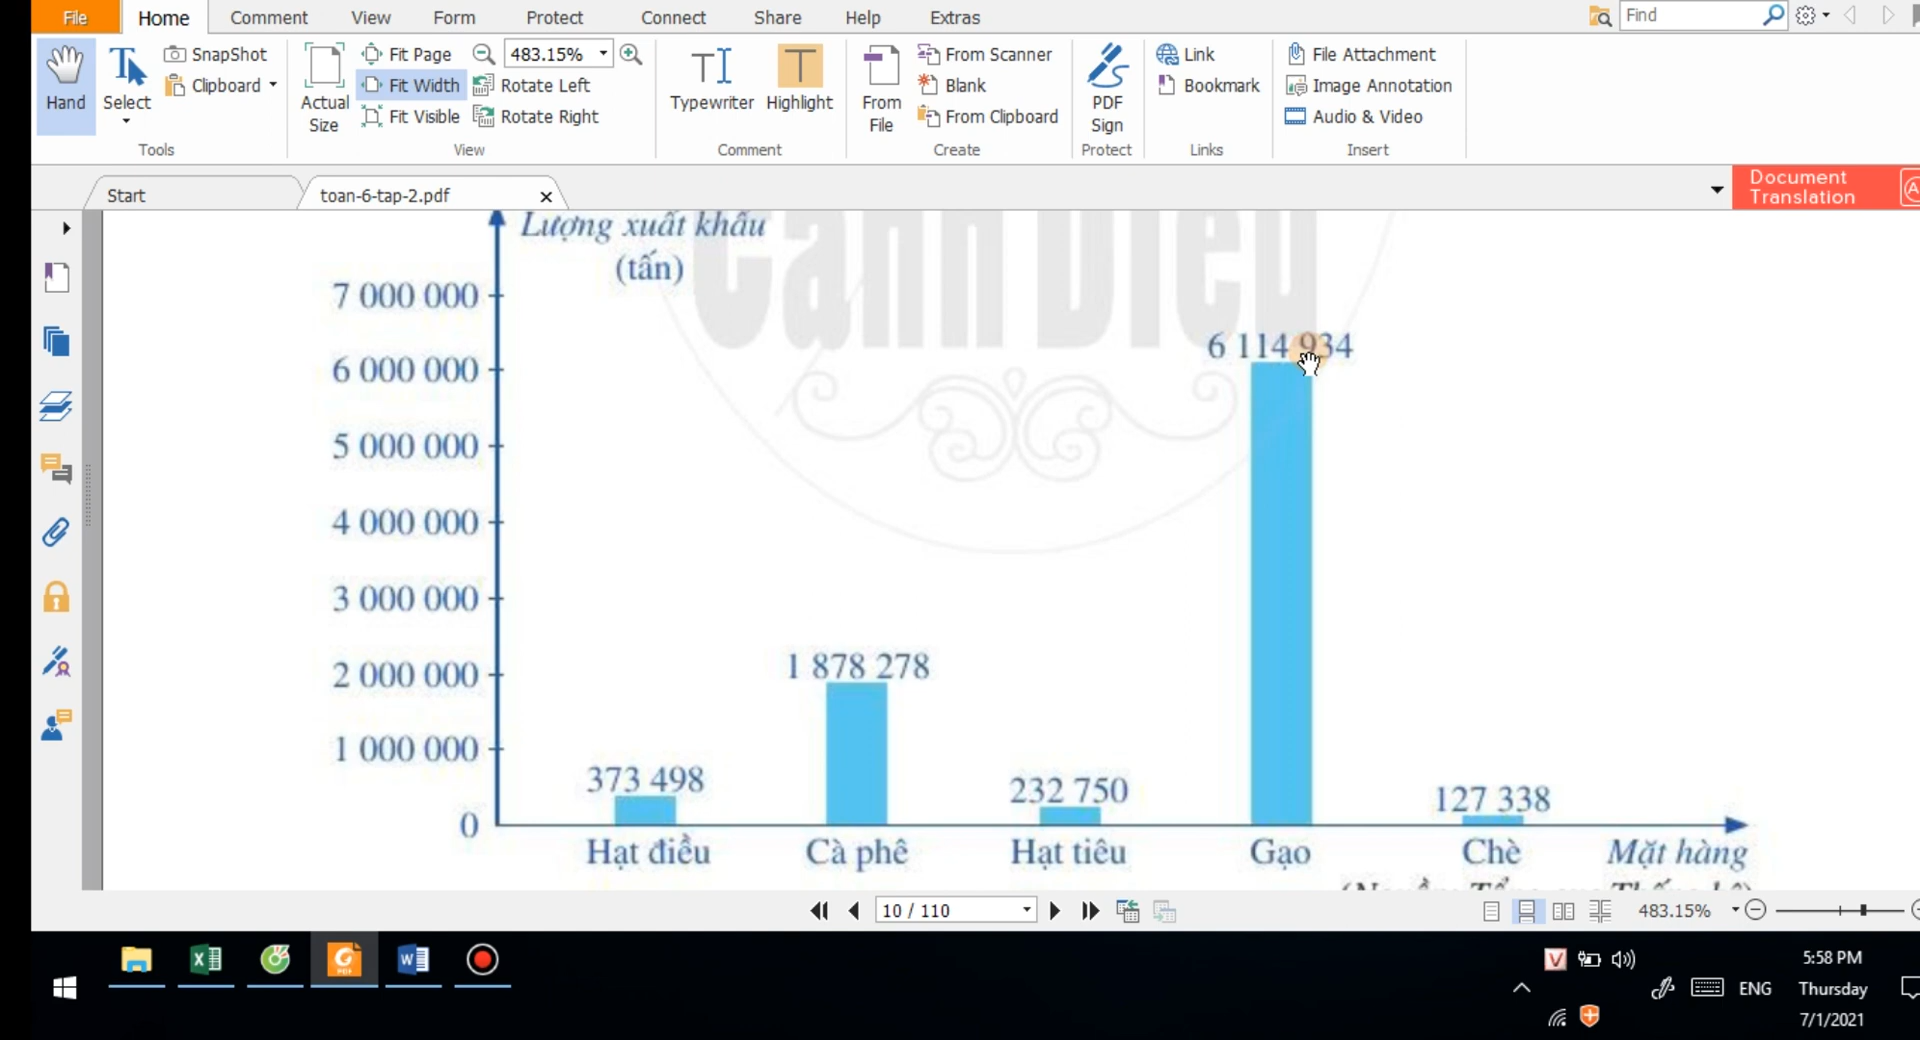 File Home Comment View Form Protect Connect Share Help Extras Find
SnapShot Fit Page 483.15% From Scanner Link File Attachment
Hand Select Clipboard Actual Size Fit Width Rotate Left Typewriter Highlight From File Blank PDF Sign Bookmark Image Annotation
Fit Visible Rotate Right From Clipboard Audio & Video
Tools View Comment Create Protect Links Insert
Start toan-6-tap-2.pdf Document
Translation
Lượng xuất khẩu
(tấn)
Cánh Diều
7 000 000
6 114 934
6 000 000
5 000 000
4 000 000
3 000 000
2 000 000
1 878 278
1 000 000
373 498
232 750
127 338
0
Hạt điều Cà phê Hạt tiêu Gạo Chè Mặt hàng
10 / 110 483.15%
V 5:58 PM
ENG Thursday
7/1/2021